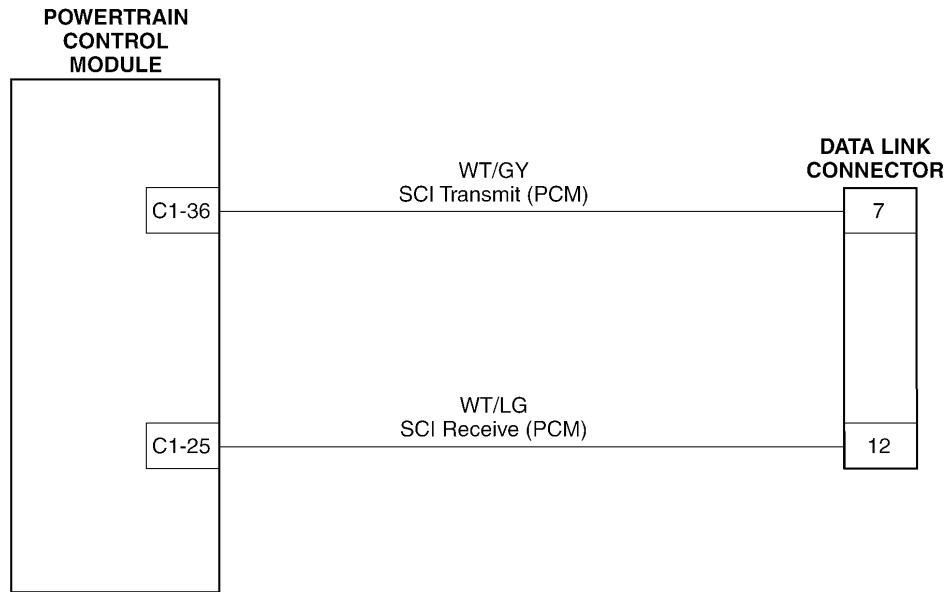 POWERTRAIN
CONTROL
MODULE
DATA LINK
CONNECTOR
WT/GY
SCI Transmit (PCM)
C1-36
7
WT/LG
SCI Receive (PCM)
C1-25
12